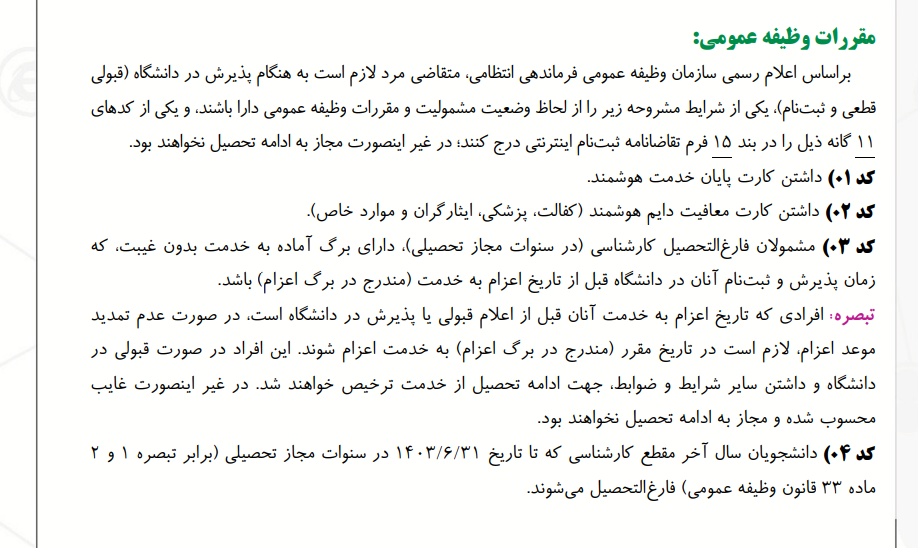 مقررات وظیفه عمومی:
براساس اعلام رسمی سازمان وظیفه عمومی فرماندهی انتظامی، متقاضی مرد لازم است به هنگام پذیرش در دانشگاه (قبولی
قطعی و ثبت‌نام)، یکی از شرایط مشروحه زیر را از لحاظ وضعیت مشمولیت و مقررات وظیفه عمومی دارا باشند، و یکی از کدهای
۱۱ گانه ذیل را در بند ۱۵ فرم تقاضانامه ثبت‌نام اینترنتی درج کنند؛ در غیر اینصورت مجاز به ادامه تحصیل نخواهند بود.
کد ۰۱) داشتن کارت پایان خدمت هوشمند.
کد ۰۲) داشتن کارت معافیت دایم هوشمند (کفالت، پزشکی، ایثارگران و موارد خاص).
کد ۰۳) مشمولان فارغ‌التحصیل کارشناسی (در سنوات مجاز تحصیلی)، دارای برگ آماده به خدمت بدون غیبت، که
زمان پذیرش و ثبت‌نام آنان در دانشگاه قبل از تاریخ اعزام به خدمت (مندرج در برگ اعزام) باشد.
تبصره: افرادی که تاریخ اعزام به خدمت آنان قبل از اعلام قبولی یا پذیرش در دانشگاه است، در صورت عدم تمدید
موعد اعزام، لازم است در تاریخ مقرر (مندرج در برگ اعزام) به خدمت اعزام شوند. این افراد در صورت قبولی در
دانشگاه و داشتن سایر شرایط و ضوابط، جهت ادامه تحصیل از خدمت ترخیص خواهند شد. در غیر اینصورت غایب
محسوب شده و مجاز به ادامه تحصیل نخواهند بود.
کد ۰۴) دانشجویان سال آخر مقطع کارشناسی که تا تاریخ ۱۴۰۳/۶/۳۱ در سنوات مجاز تحصیلی (برابر تبصره ۱ و ۲
ماده ۳۳ قانون وظیفه عمومی) فارغ‌التحصیل می‌شوند.